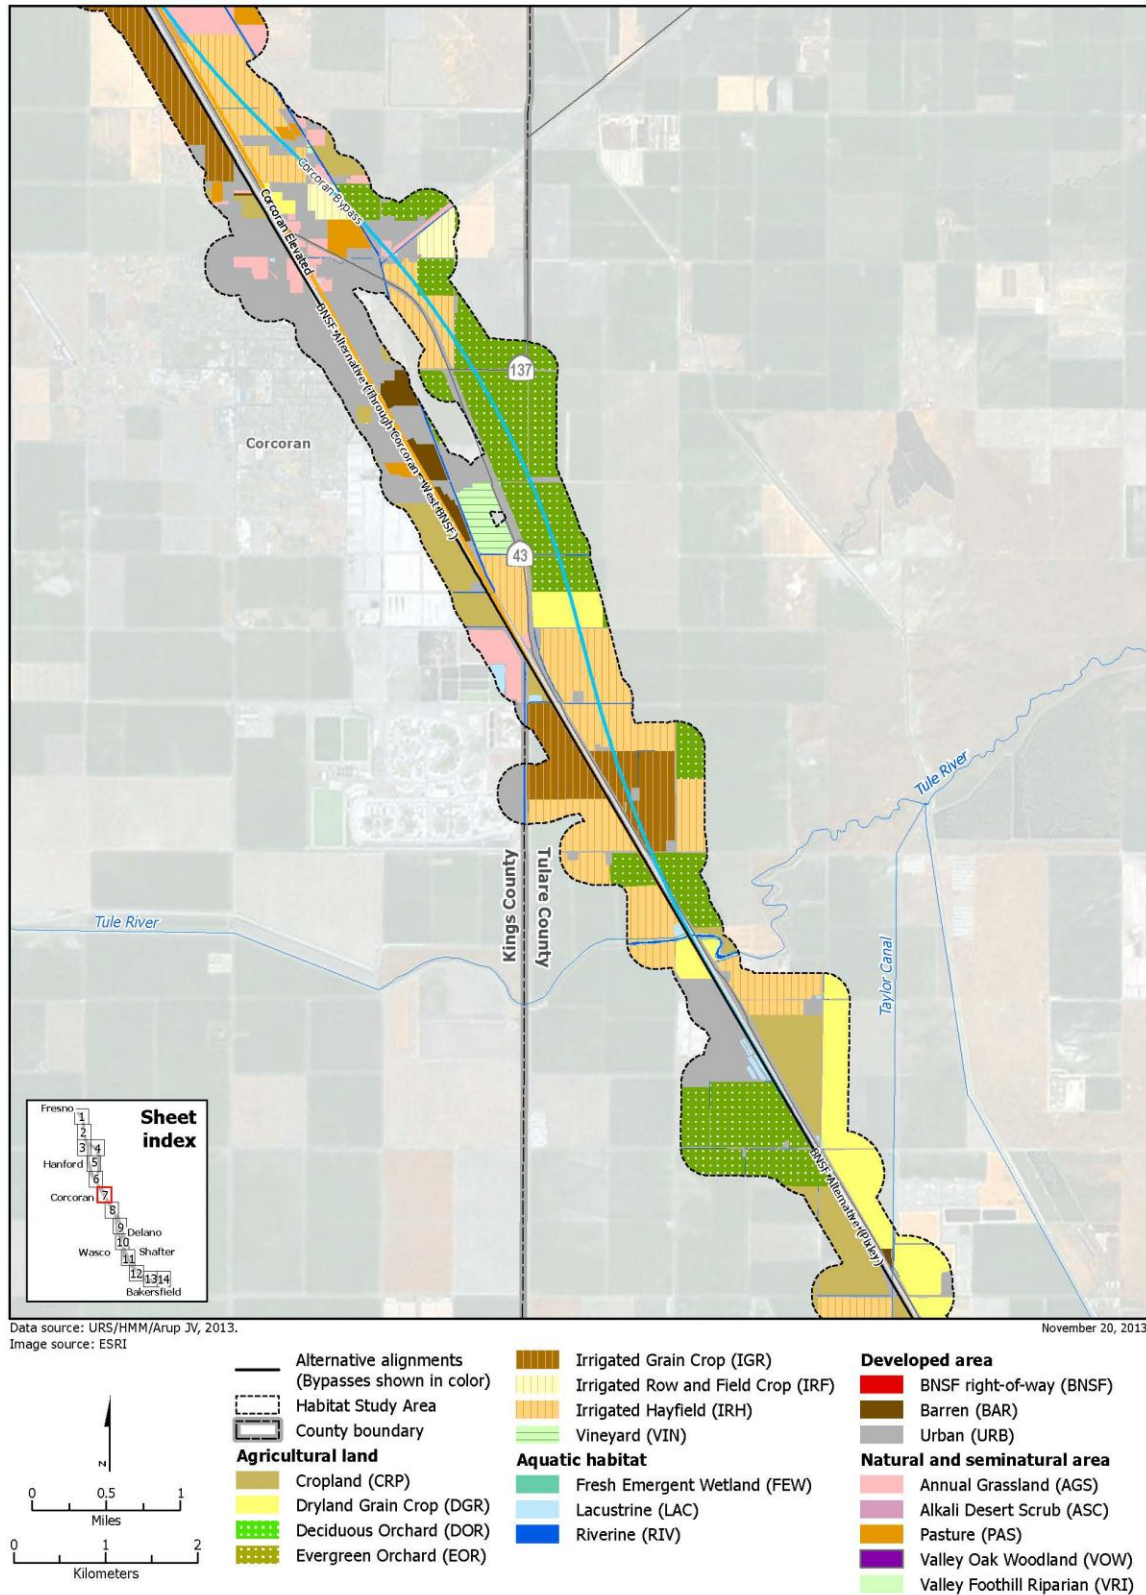 Corcoran Bypass
Corcoran Elevated
BNSF Alternative (Through Corcoran - West BNSF)
137
Corcoran
43
Tule River
Kings County
Tulare County
Tule River
Taylor Canal
BNSF Alternative (Pixley)
Sheet
index
Fresno
1
2
3 4
Hanford 5
6
Corcoran 7
8
9 Delano
10
Wasco 11 Shafter
12 13 14
Bakersfield
Data source: URS/HMM/Arup JV, 2013.
November 20, 2013
Image source: ESRI
N
0 0.5 1
Miles
0 1 2
Kilometers
Alternative alignments
(Bypasses shown in color)
Habitat Study Area
County boundary
Agricultural land
Cropland (CRP)
Dryland Grain Crop (DGR)
Deciduous Orchard (DOR)
Evergreen Orchard (EOR)
Irrigated Grain Crop (IGR)
Irrigated Row and Field Crop (IRF)
Irrigated Hayfield (IRH)
Vineyard (VIN)
Aquatic habitat
Fresh Emergent Wetland (FEW)
Lacustrine (LAC)
Riverine (RIV)
Developed area
BNSF right-of-way (BNSF)
Barren (BAR)
Urban (URB)
Natural and seminatural area
Annual Grassland (AGS)
Alkali Desert Scrub (ASC)
Pasture (PAS)
Valley Oak Woodland (VOW)
Valley Foothill Riparian (VRI)